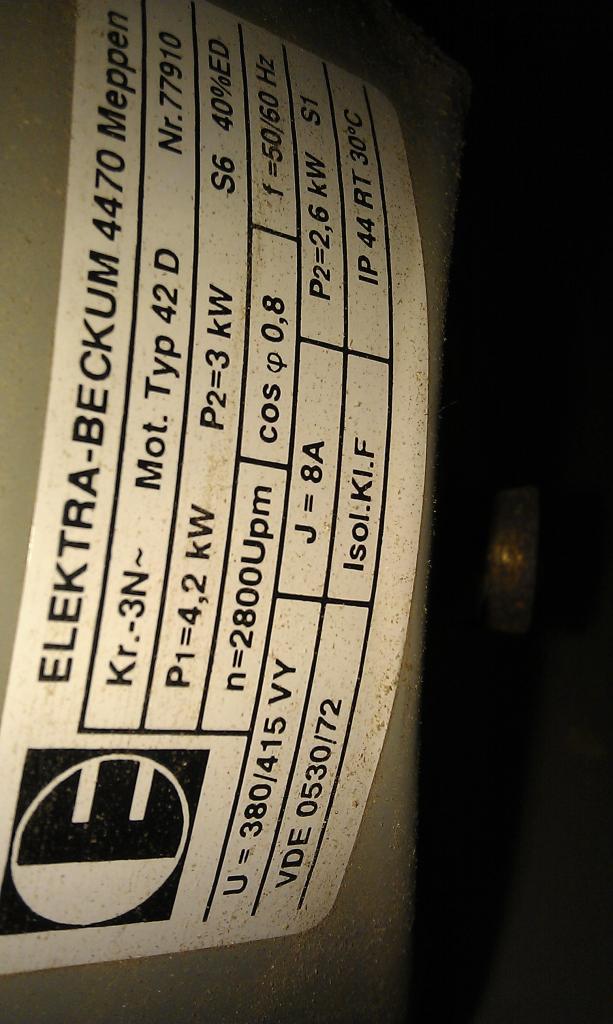 ELEKTRA-BECKUM 4470 Meppen
Kr.-3N~ Mot. Typ 42 D Nr.77910
P1=4,2 kW P2=3 kW S6 40%ED
n=2800Upm cos φ 0,8 f =50/60 Hz
U = 380/415 VY J = 8A P2=2,6 kW S1
VDE 0530/72 Isol.Kl.F IP 44 RT 30°C